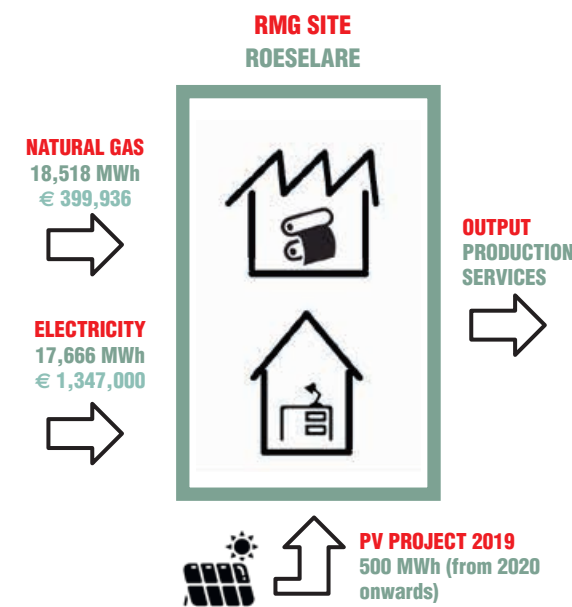 RMG SITE
ROESELARE
NATURAL GAS
18,518 MWh
€ 399,936
OUTPUT
PRODUCTION
SERVICES
ELECTRICITY
17,666 MWh
€ 1,347,000
PV PROJECT 2019
500 MWh (from 2020
onwards)